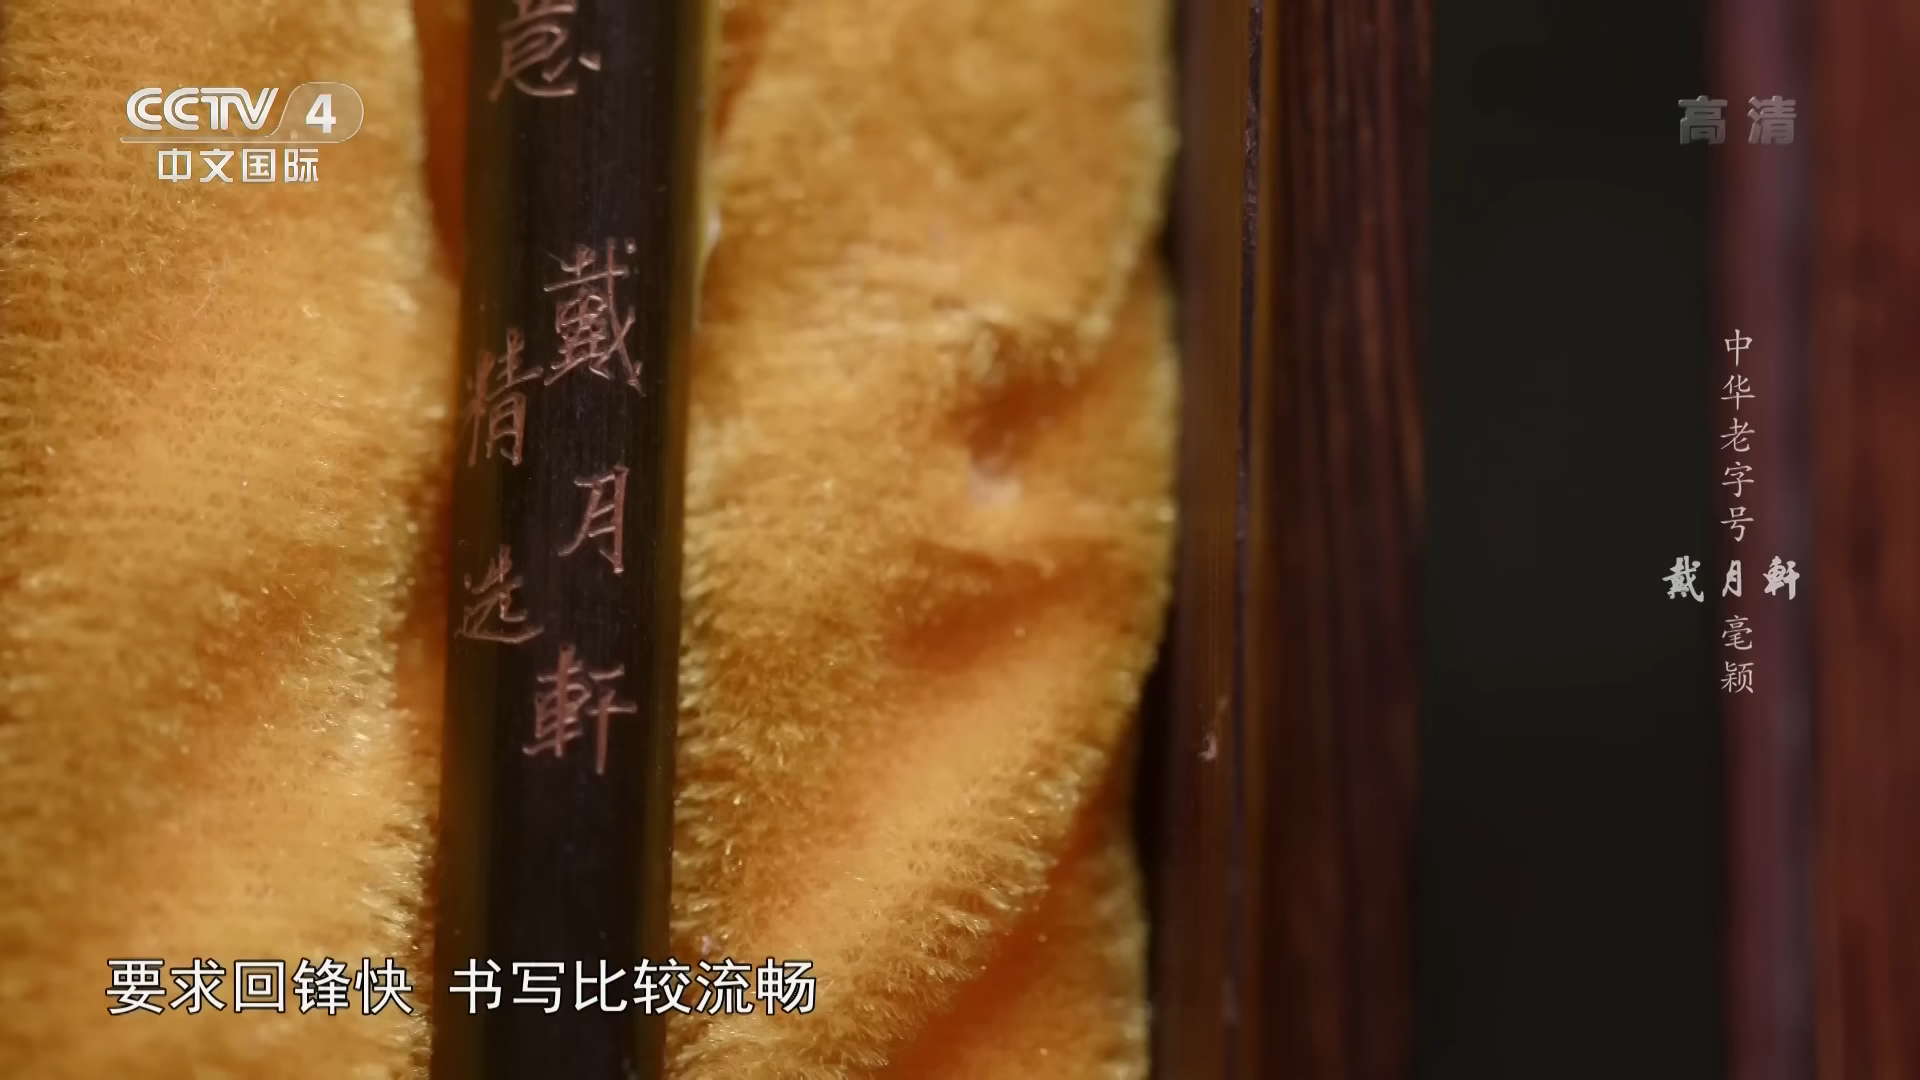 CCTV 4
中文国际
高清
意
戴月軒
精选
中华老字号
戴月軒
毫颖
要求回锋快 书写比较流畅